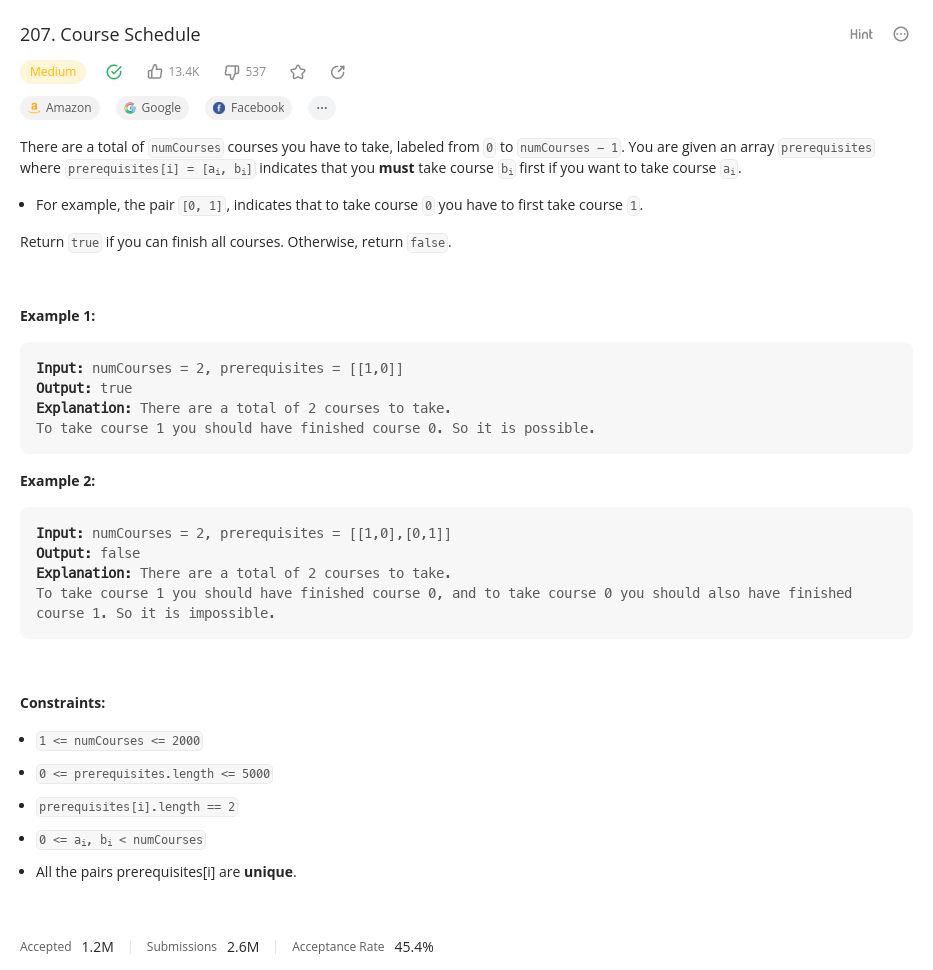 207. Course Schedule Hint
Medium 13.4K 537
Amazon Google Facebook ...
There are a total of numCourses courses you have to take, labeled from 0 to numCourses - 1. You are given an array prerequisites
where prerequisites[i] = [ai, bi] indicates that you must take course bi first if you want to take course ai.
• For example, the pair [0, 1], indicates that to take course 0 you have to first take course 1.
Return true if you can finish all courses. Otherwise, return false.
Example 1:
Input: numCourses = 2, prerequisites = [[1,0]]
Output: true
Explanation: There are a total of 2 courses to take.
To take course 1 you should have finished course 0. So it is possible.
Example 2:
Input: numCourses = 2, prerequisites = [[1,0],[0,1]]
Output: false
Explanation: There are a total of 2 courses to take.
To take course 1 you should have finished course 0, and to take course 0 you should also have finished
course 1. So it is impossible.
Constraints:
• 1 <= numCourses <= 2000
• 0 <= prerequisites.length <= 5000
• prerequisites[i].length == 2
• 0 <= ai, bi < numCourses
• All the pairs prerequisites[i] are unique.
Accepted 1.2M Submissions 2.6M Acceptance Rate 45.4%